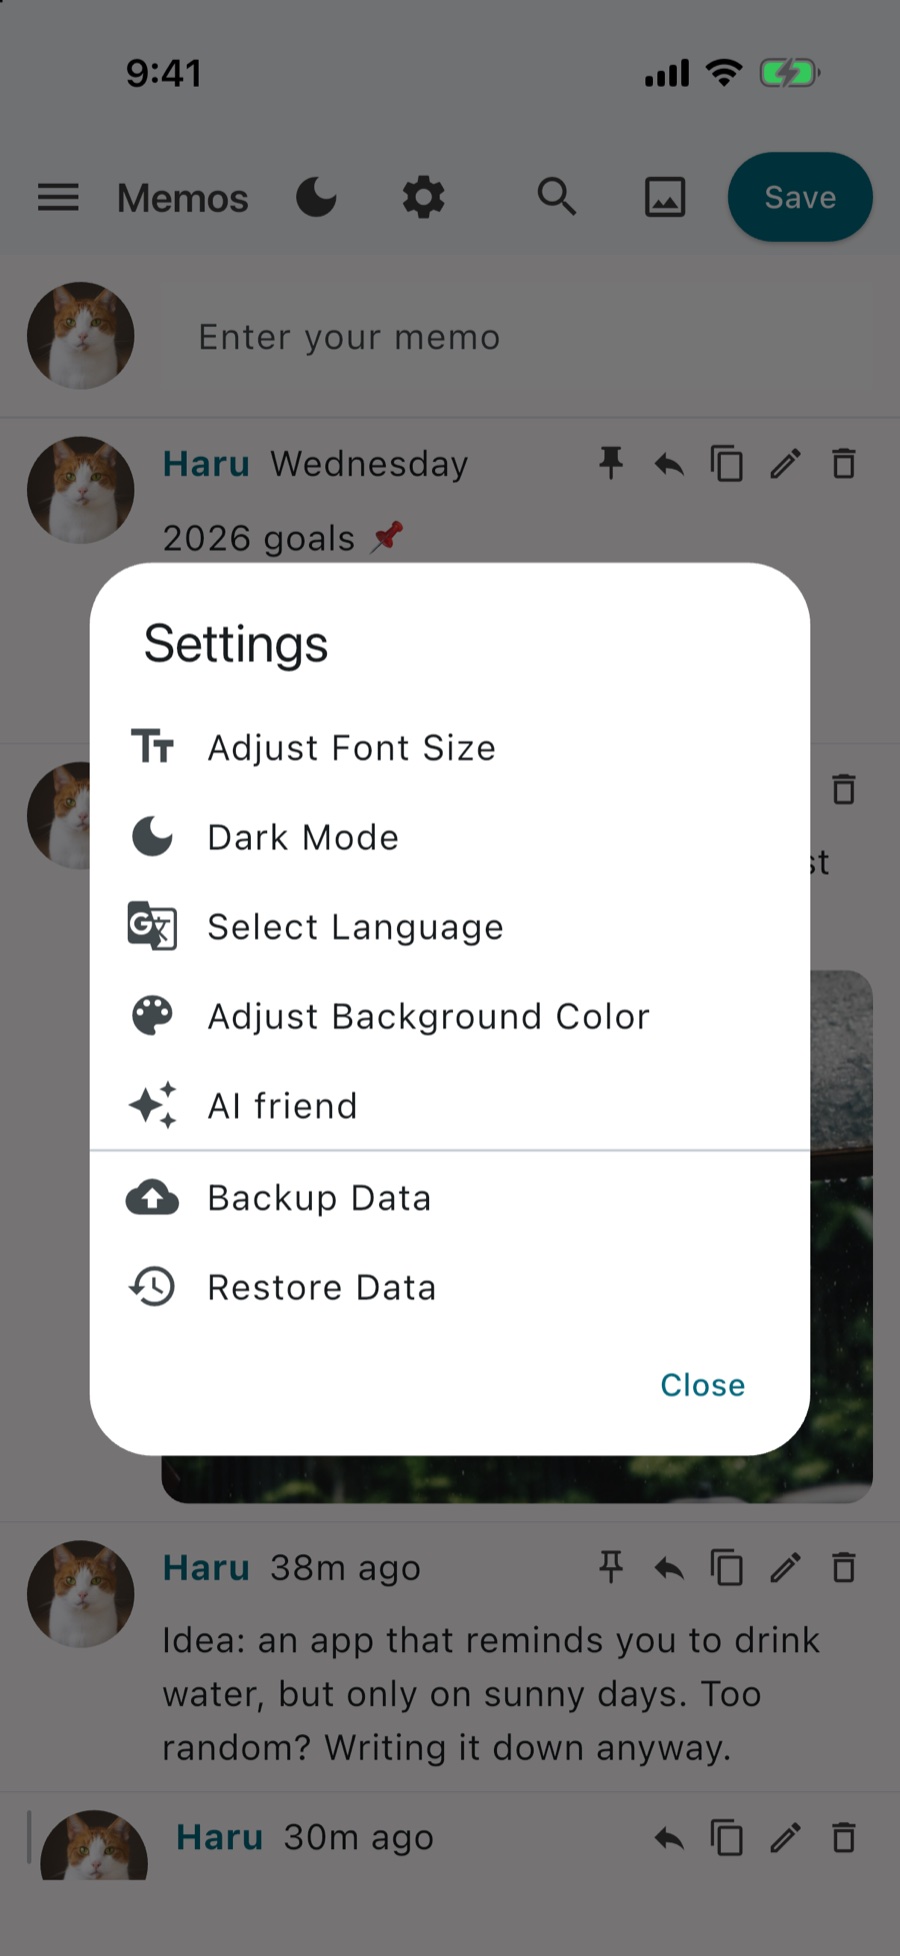 9:41
Memos
Save
Enter your memo
Haru Wednesday
2026 goals 📌
Settings
Adjust Font Size
Dark Mode
Select Language
Adjust Background Color
AI friend
Backup Data
Restore Data
Close
Haru 38m ago
Idea: an app that reminds you to drink
water, but only on sunny days. Too
random? Writing it down anyway.
Haru 30m ago